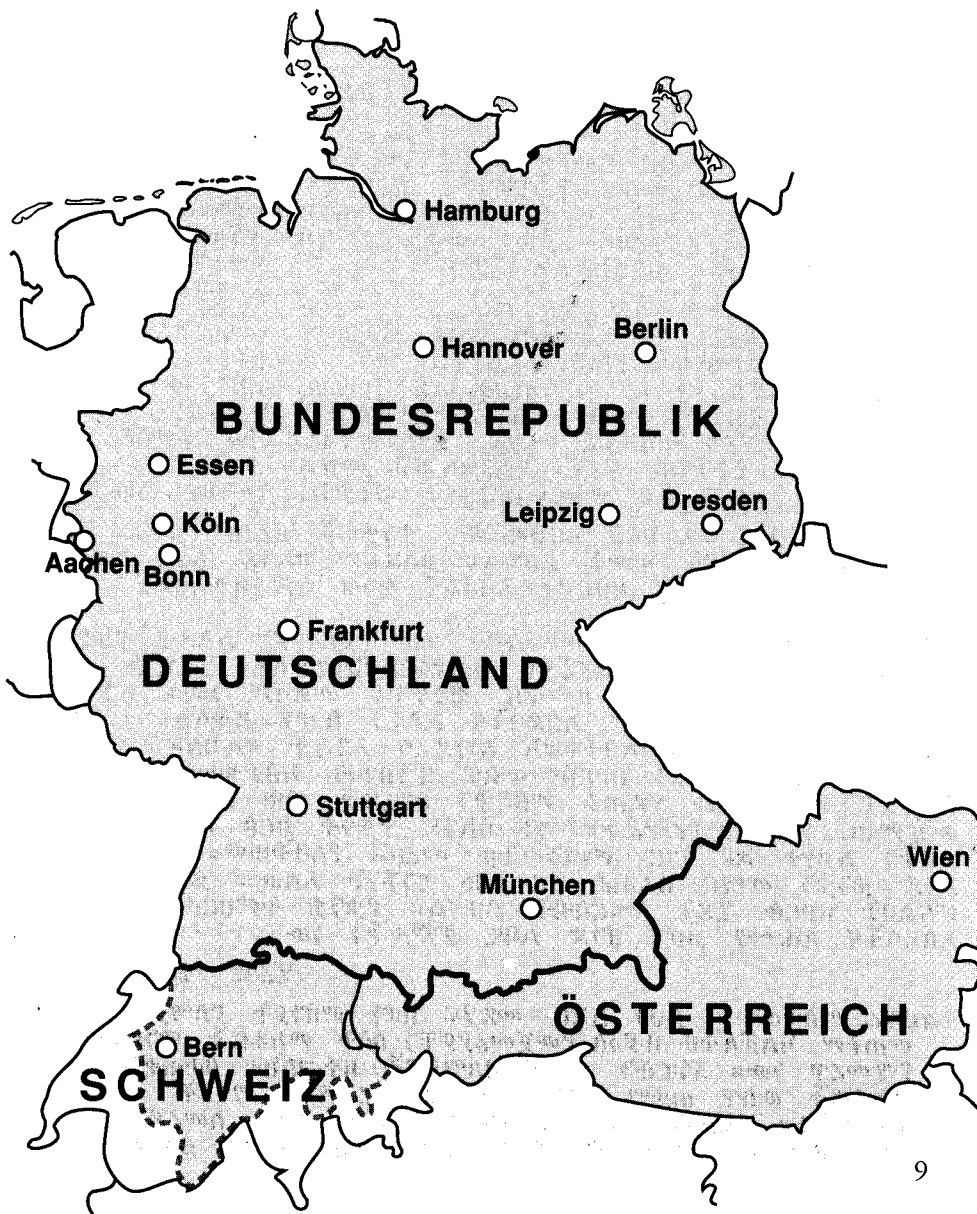 Hamburg
Hannover
Berlin
BUNDESREPUBLIK
Essen
Leipzig
Dresden
Köln
Aachen
Bonn
Frankfurt
DEUTSCHLAND
Stuttgart
Wien
München
ÖSTERREICH
Bern
SCHWEIZ
9